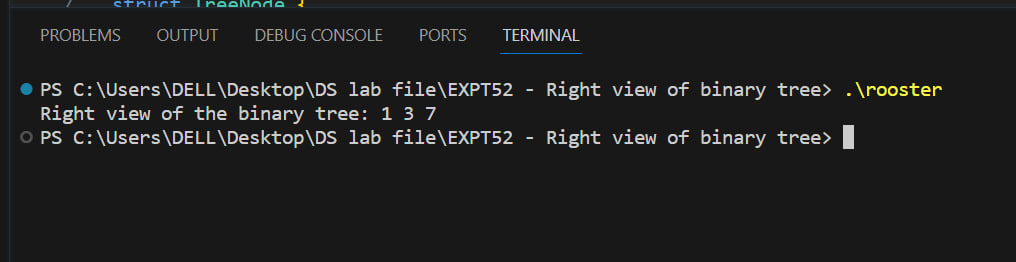 7 struct TreeNode {
PROBLEMS OUTPUT DEBUG CONSOLE PORTS TERMINAL
PS C:\Users\DELL\Desktop\DS lab file\EXPT52 - Right view of binary tree> .\rooster
Right view of the binary tree: 1 3 7
PS C:\Users\DELL\Desktop\DS lab file\EXPT52 - Right view of binary tree>